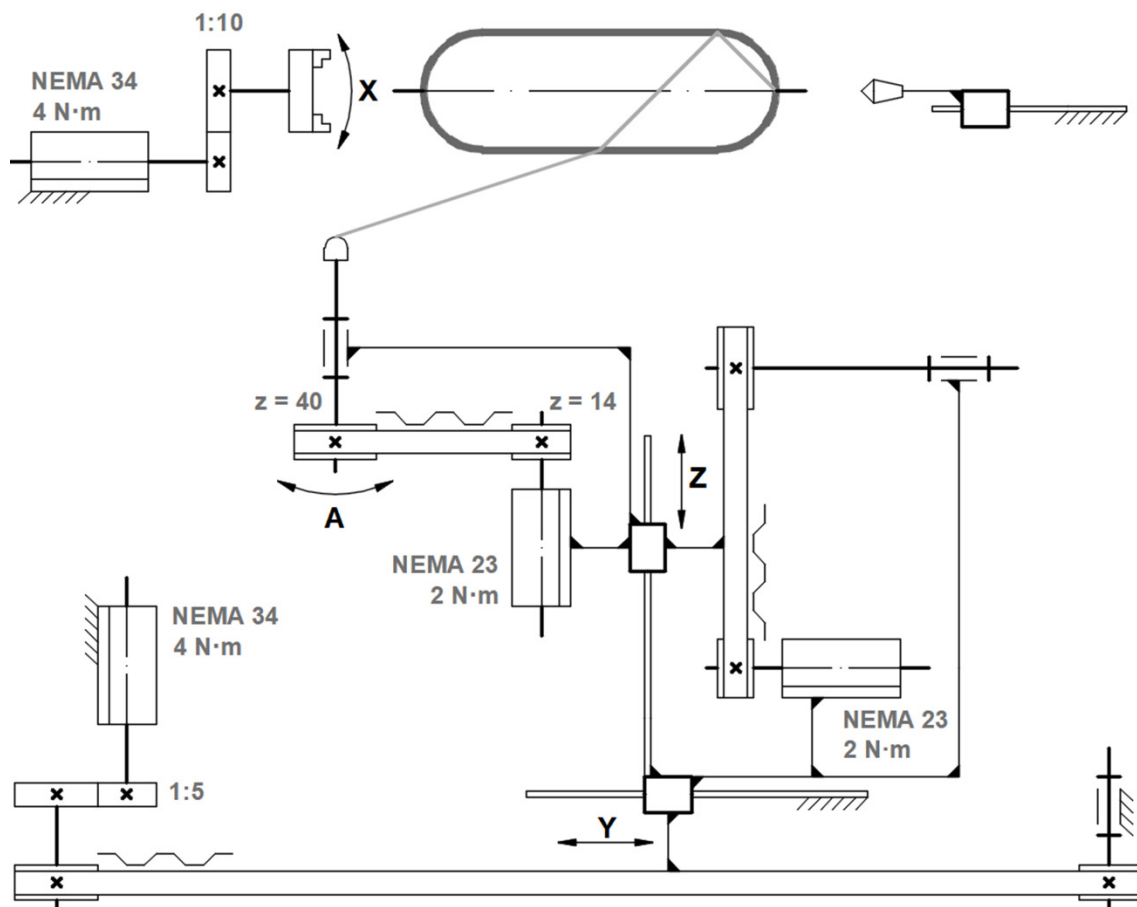 1:10
NEMA 34
4 N·m
X
z = 40
z = 14
Z
A
NEMA 23
2 N·m
NEMA 34
4 N·m
NEMA 23
2 N·m
1:5
Y